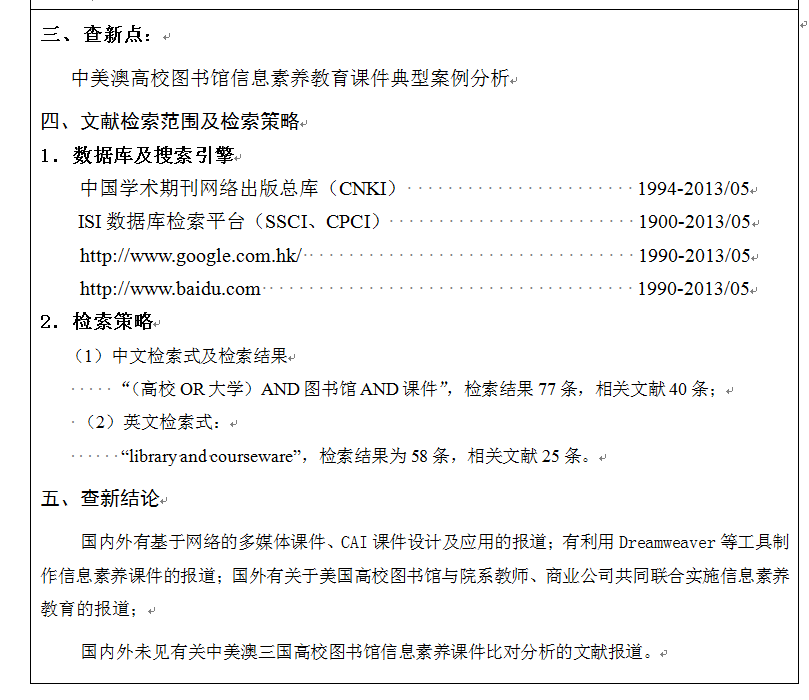 三、查新点：
中美澳高校图书馆信息素养教育课件典型案例分析
四、文献检索范围及检索策略
1．数据库及搜索引擎
中国学术期刊网络出版总库（CNKI） 1994-2013/05
ISI 数据库检索平台（SSCI、CPCI） 1900-2013/05
http://www.google.com.hk/ 1990-2013/05
http://www.baidu.com 1990-2013/05
2．检索策略
（1）中文检索式及检索结果
“（高校 OR 大学）AND 图书馆 AND 课件”，检索结果 77 条，相关文献 40 条；
（2）英文检索式：
“library and courseware”，检索结果为 58 条，相关文献 25 条。
五、查新结论
国内外有基于网络的多媒体课件、CAI 课件设计及应用的报道；有利用 Dreamweaver 等工具制
作信息素养课件的报道；国外有关于美国高校图书馆与院系教师、商业公司共同联合实施信息素养
教育的报道；
国内外未见有关中美澳三国高校图书馆信息素养课件比对分析的文献报道。